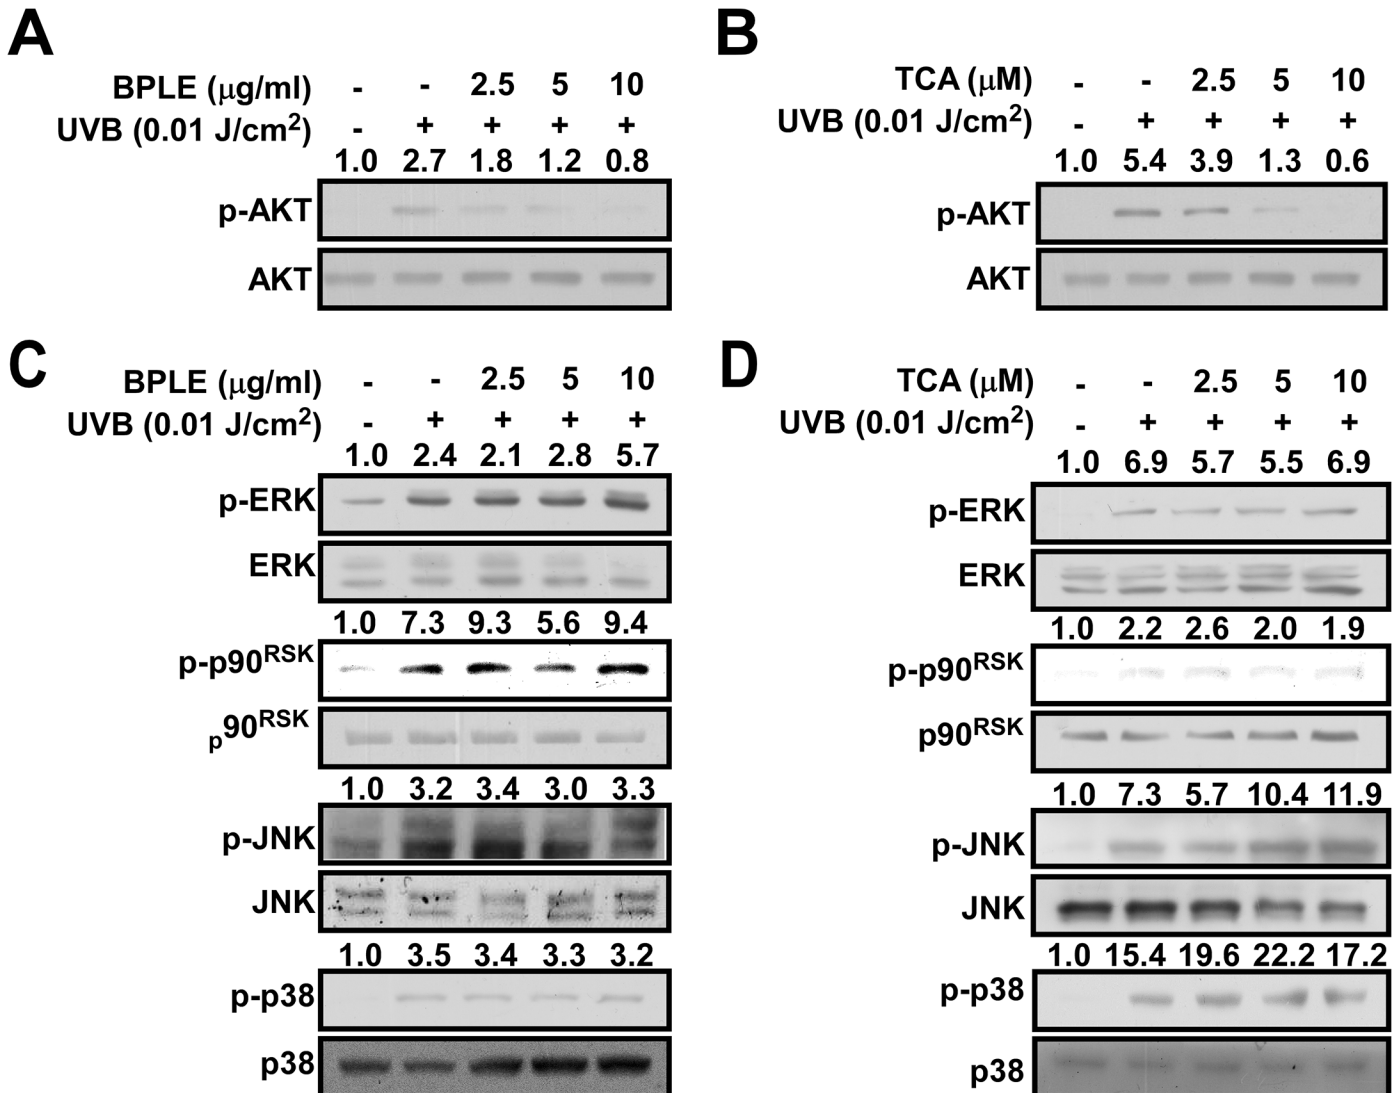 A
BPLE (μg/ml) - - 2.5 5 10
UVB (0.01 J/cm²) - + + + +
1.0 2.7 1.8 1.2 0.8
p-AKT
AKT
B
TCA (μM) - - 2.5 5 10
UVB (0.01 J/cm²) - + + + +
1.0 5.4 3.9 1.3 0.6
p-AKT
AKT
C
BPLE (μg/ml) - - 2.5 5 10
UVB (0.01 J/cm²) - + + + +
1.0 2.4 2.1 2.8 5.7
p-ERK
ERK
1.0 7.3 9.3 5.6 9.4
p-p90RSK
p90RSK
1.0 3.2 3.4 3.0 3.3
p-JNK
JNK
1.0 3.5 3.4 3.3 3.2
p-p38
p38
D
TCA (μM) - - 2.5 5 10
UVB (0.01 J/cm²) - + + + +
1.0 6.9 5.7 5.5 6.9
p-ERK
ERK
1.0 2.2 2.6 2.0 1.9
p-p90RSK
p90RSK
1.0 7.3 5.7 10.4 11.9
p-JNK
JNK
1.0 15.4 19.6 22.2 17.2
p-p38
p38